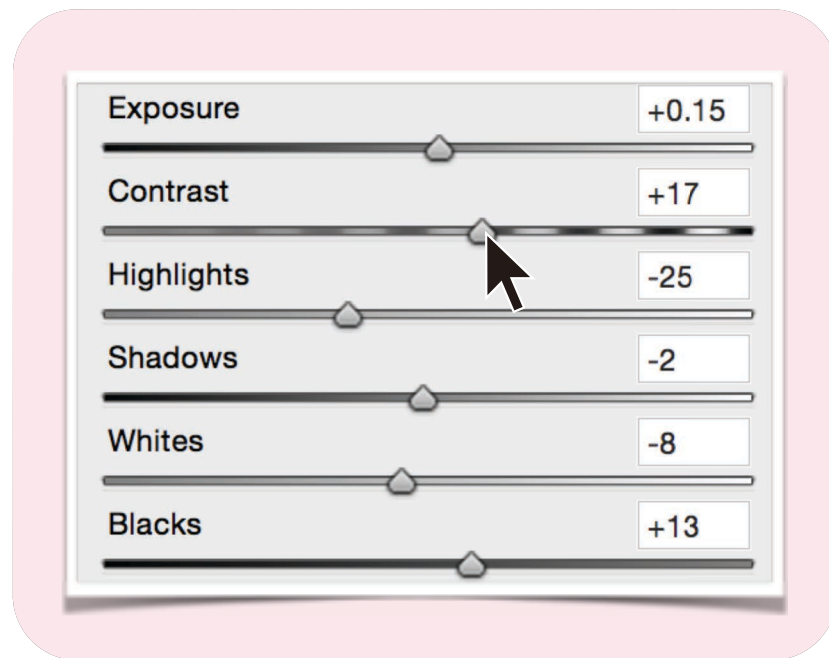 Exposure +0.15
Contrast +17
Highlights -25
Shadows -2
Whites -8
Blacks +13